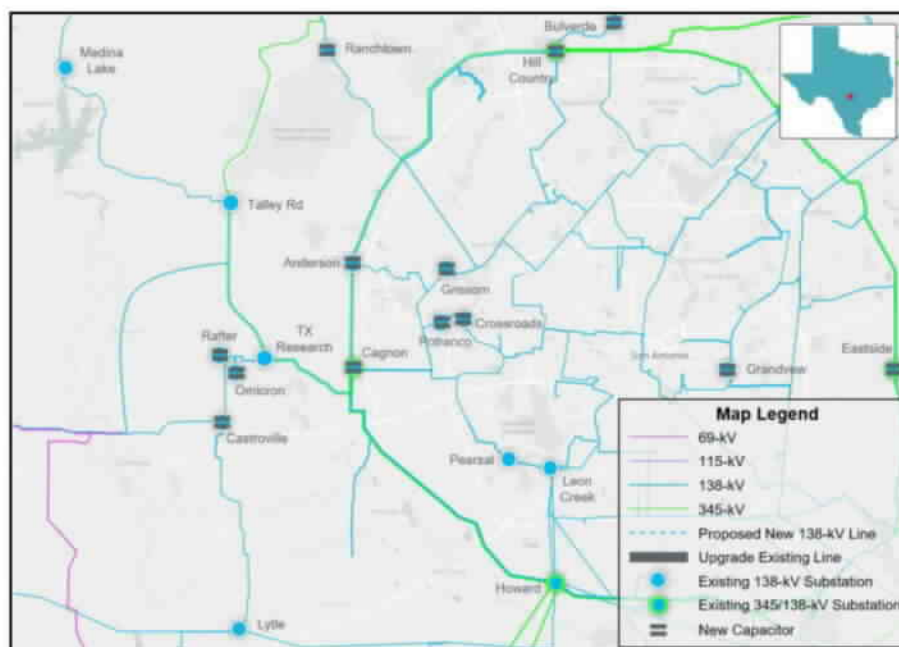 Bulverde
Ranchtown
Medina
Lake
Hill
Country
Talley Rd
Anderson
Grissom
Crossroads
Potranco
Rafter
TX
Research
Cagnon
San Antonio
Eastside
Omicron
Grandview
Castroville
Pearsal
Leon
Creek
Howard
Lytle
Map Legend
69-kV
115-kV
138-kV
345-kV
Proposed New 138-kV Line
Upgrade Existing Line
Existing 138-kV Substation
Existing 345/138-kV Substation
New Capacitor